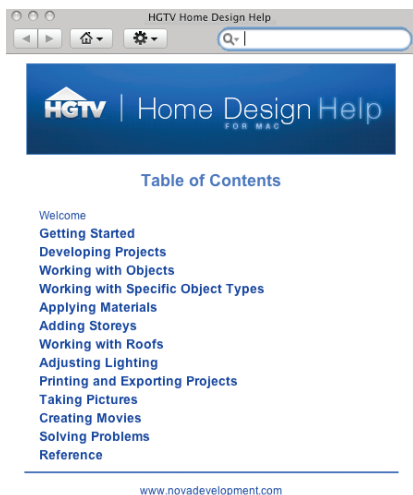 HGTV Home Design Help
HGTV | Home Design Help
FOR MAC
Table of Contents
Welcome
Getting Started
Developing Projects
Working with Objects
Working with Specific Object Types
Applying Materials
Adding Storeys
Working with Roofs
Adjusting Lighting
Printing and Exporting Projects
Taking Pictures
Creating Movies
Solving Problems
Reference
www.novadevelopment.com